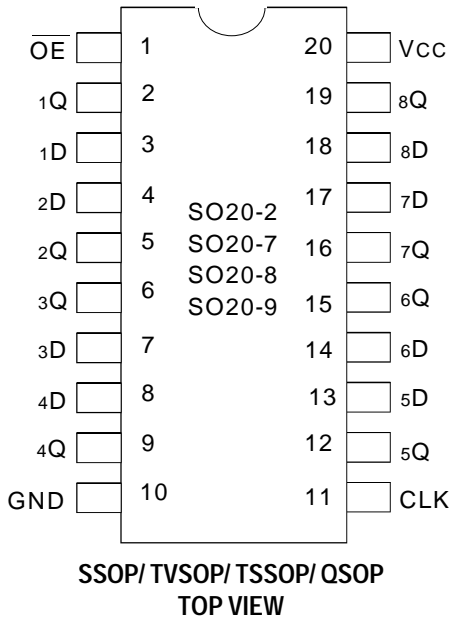 O̅E̅ 1 20 Vcc
1Q 2 19 8Q
1D 3 18 8D
2D 4 17 7D
SO20-2
2Q 5 SO20-7 16 7Q
SO20-8
3Q 6 SO20-9 15 6Q
3D 7 14 6D
4D 8 13 5D
4Q 9 12 5Q
GND 10 11 CLK
SSOP/ TVSOP/ TSSOP/ QSOP
TOP VIEW